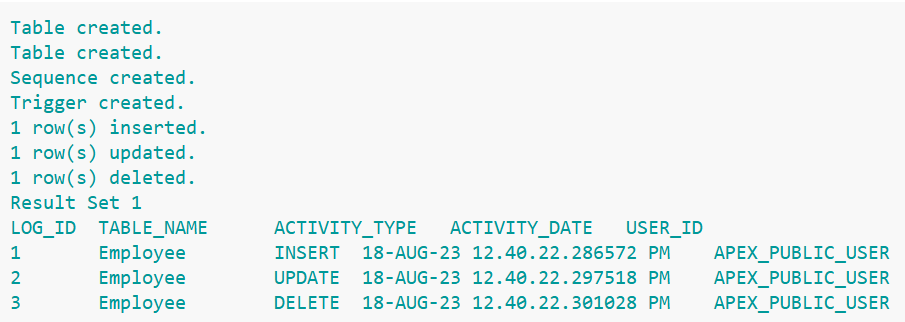 Table created.
Table created.
Sequence created.
Trigger created.
1 row(s) inserted.
1 row(s) updated.
1 row(s) deleted.
Result Set 1
LOG_ID TABLE_NAME ACTIVITY_TYPE ACTIVITY_DATE USER_ID
1 Employee INSERT 18-AUG-23 12.40.22.286572 PM APEX_PUBLIC_USER
2 Employee UPDATE 18-AUG-23 12.40.22.297518 PM APEX_PUBLIC_USER
3 Employee DELETE 18-AUG-23 12.40.22.301028 PM APEX_PUBLIC_USER